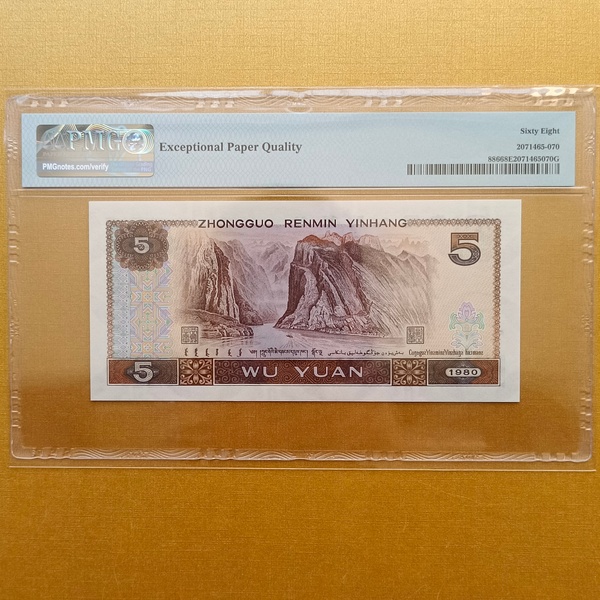 PMG
PMGnotes.com/verify
Exceptional Paper Quality
Sixty Eight
2071465-070
88668E2071465070G
ZHONGGUO RENMIN YINHANG
5
5
5
WU YUAN
1980